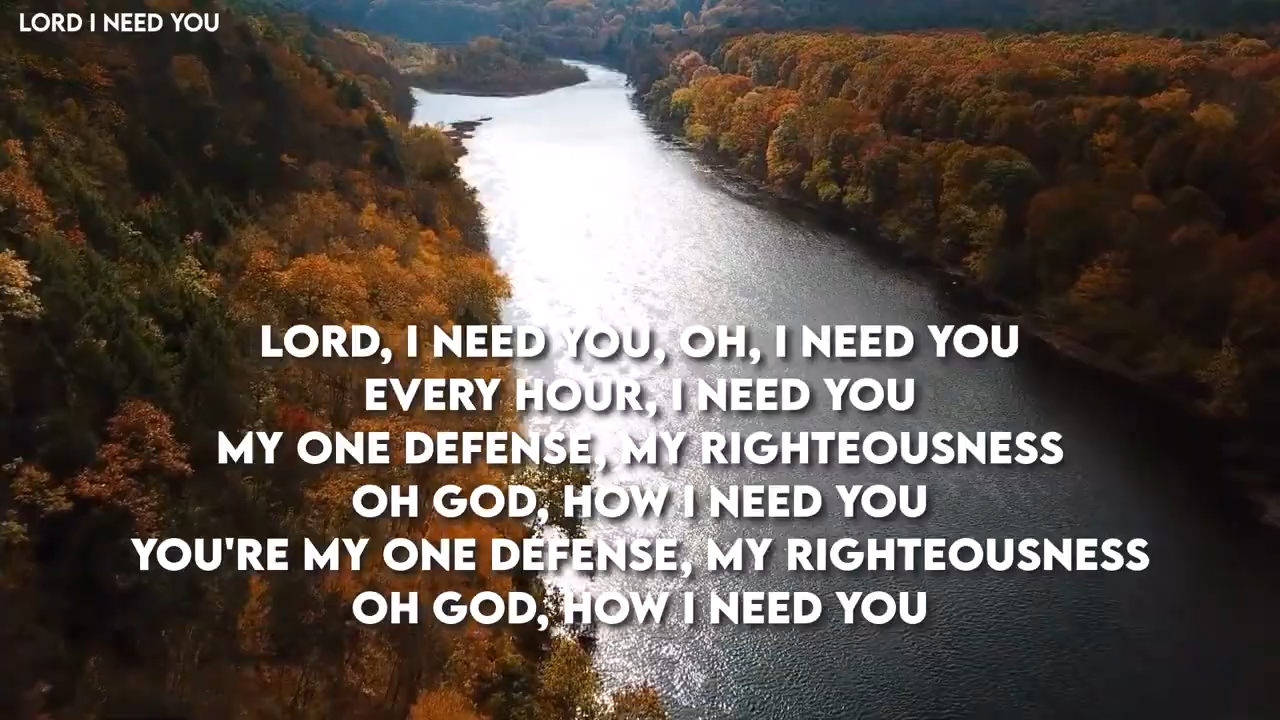 LORD I NEED YOU
LORD, I NEED YOU, OH, I NEED YOU
EVERY HOUR, I NEED YOU
MY ONE DEFENSE, MY RIGHTEOUSNESS
OH GOD, HOW I NEED YOU
YOU'RE MY ONE DEFENSE, MY RIGHTEOUSNESS
OH GOD, HOW I NEED YOU